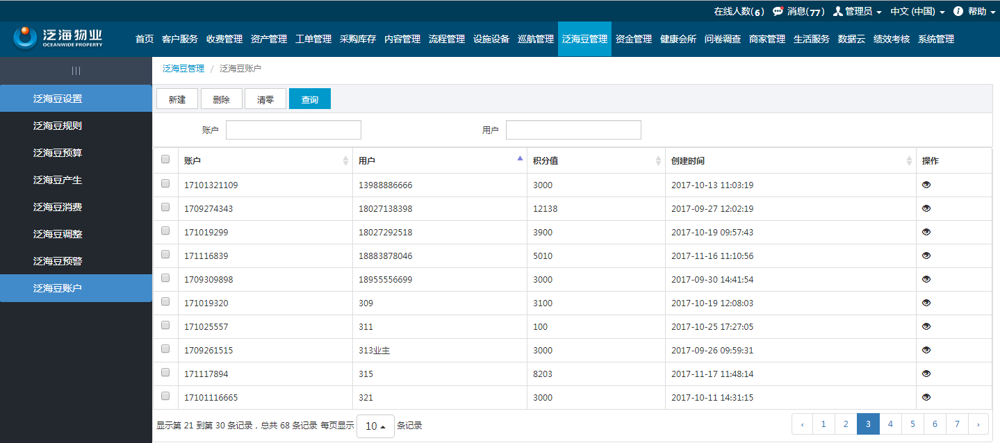 在线人数(6) 消息(77) 管理员 中文 (中国) 帮助
泛海物业
OCEANWIDE PROPERTY
首页 客户服务 收费管理 资产管理 工单管理 采购库存 内容管理 流程管理 设施设备 巡航管理 泛海豆管理 资金管理 健康会所 问卷调查 商家管理 生活服务 数据云 绩效考核 系统管理
泛海豆管理 / 泛海豆账户
泛海豆设置
泛海豆规则
泛海豆预算
泛海豆产生
泛海豆消费
泛海豆调整
泛海豆预警
泛海豆账户
新建 删除 清零 查询
账户 用户
账户 用户 积分值 创建时间 操作
17101321109 13988886666 3000 2017-10-13 11:03:19
1709274343 18027138398 12138 2017-09-27 12:02:19
171019299 18027292518 3900 2017-10-19 09:57:43
171116839 18883878046 5010 2017-11-16 11:10:56
1709309898 18955556699 3000 2017-09-30 14:41:54
171019320 309 3100 2017-10-19 12:08:03
171025557 311 100 2017-10-25 17:27:05
1709261515 313业主 3000 2017-09-26 09:59:31
171117894 315 8203 2017-11-17 11:48:14
17101116665 321 3000 2017-10-11 14:31:15
显示第 21 到第 30 条记录，总共 68 条记录 每页显示 10 条记录
‹ 1 2 3 4 5 6 7 ›